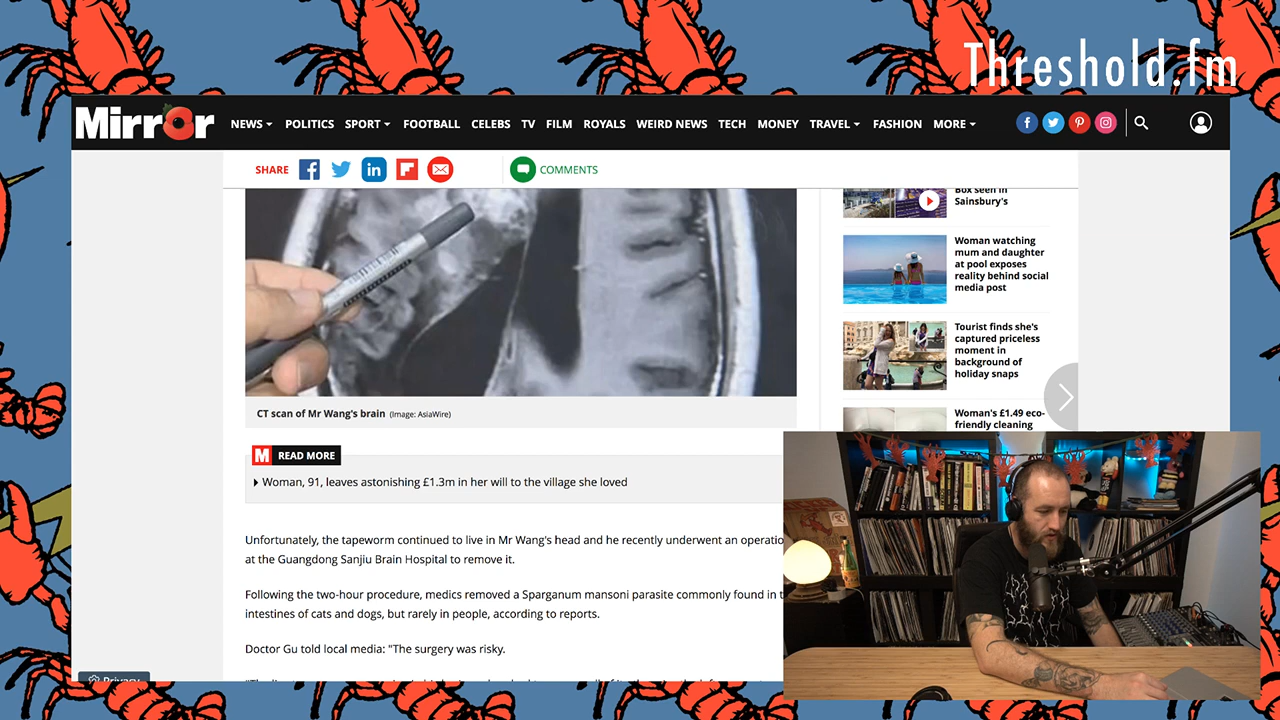 Threshold.fm
Mirror
NEWS POLITICS SPORT FOOTBALL CELEBS TV FILM ROYALS WEIRD NEWS TECH MONEY TRAVEL FASHION MORE
SHARE
COMMENTS
Box seen in
Sainsbury's
Woman watching
mum and daughter
at pool exposes
reality behind social
media post
Tourist finds she's
captured priceless
moment in
background of
holiday snaps
Woman's £1.49 eco-
friendly cleaning
CT scan of Mr Wang's brain (Image: AsiaWire)
M READ MORE
Woman, 91, leaves astonishing £1.3m in her will to the village she loved
Unfortunately, the tapeworm continued to live in Mr Wang's head and he recently underwent an operatio
at the Guangdong Sanjiu Brain Hospital to remove it.
Following the two-hour procedure, medics removed a Sparganum mansoni parasite commonly found in t
intestines of cats and dogs, but rarely in people, according to reports.
Doctor Gu told local media: "The surgery was risky.
Privacy